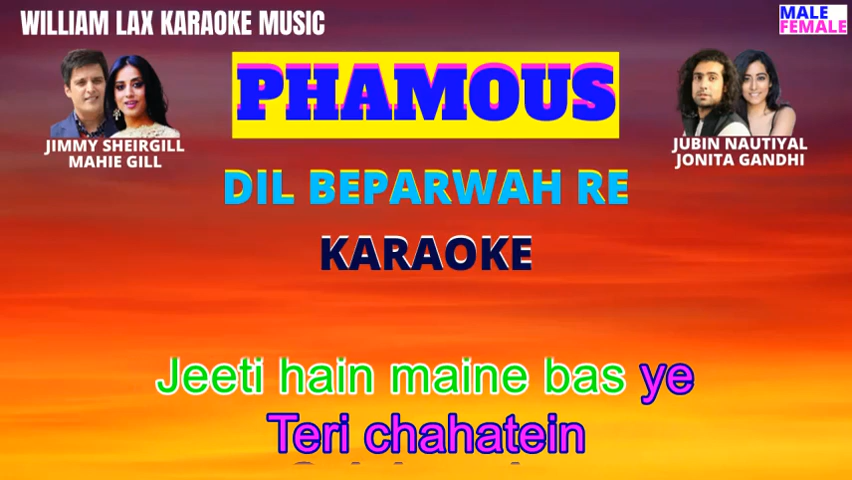 WILLIAM LAX KARAOKE MUSIC
MALE
FEMALE
PHAMOUS
JIMMY SHEIRGILL
MAHIE GILL
JUBIN NAUTIYAL
JONITA GANDHI
DIL BEPARWAH RE
KARAOKE
Jeeti hain maine bas ye
Teri chahatein